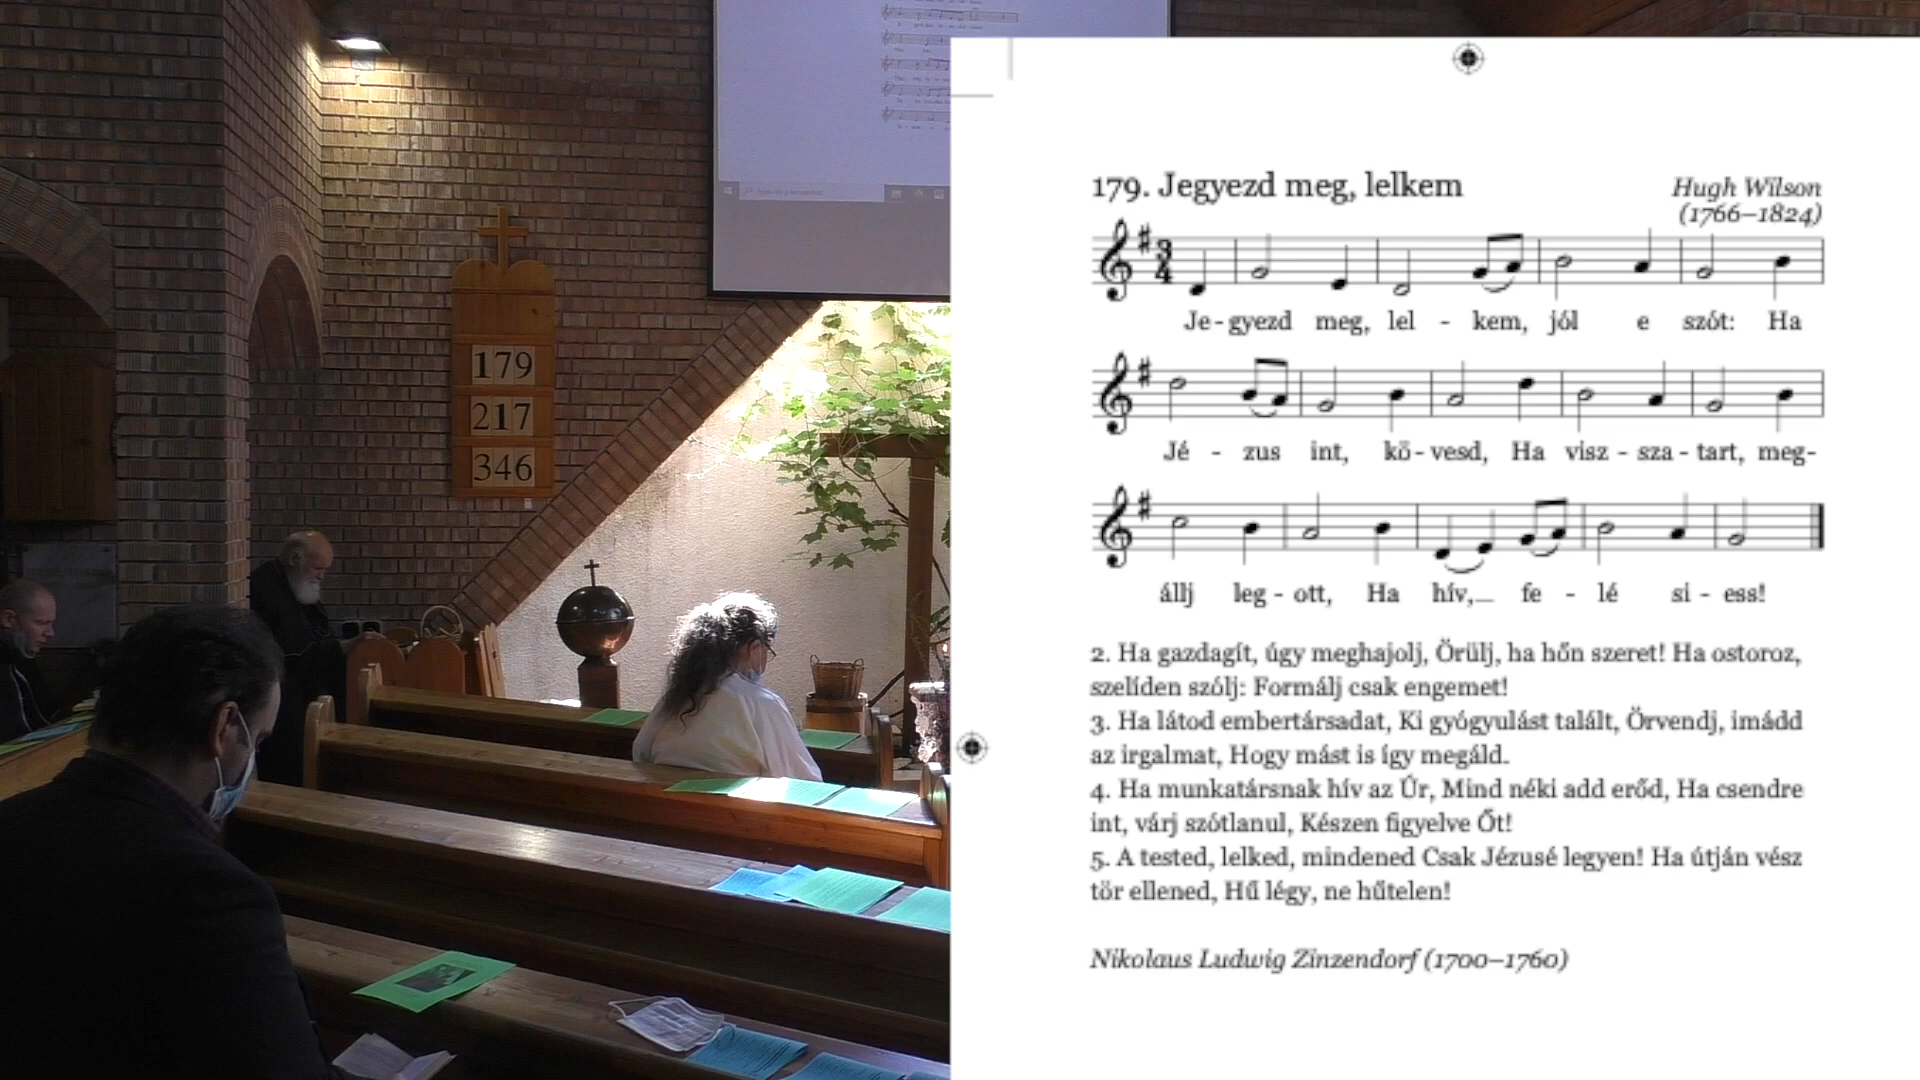 179
217
346
179. Jegyezd meg, lelkem
Hugh Wilson
(1766–1824)
3
4
Je - gyezd meg, lel - kem, jól e szót: Ha
Jé - zus int, kö - vesd, Ha visz - sza - tart, meg-
állj leg - ott, Ha hív,_ fe - lé si - ess!
2. Ha gazdagít, úgy meghajolj, Örülj, ha hőn szeret! Ha ostoroz,
szelíden szólj: Formálj csak engemet!
3. Ha látod embertársadat, Ki gyógyulást talált, Örvendj, imádd
az irgalmat, Hogy mást is így megáld.
4. Ha munkatársnak hív az Úr, Mind néki add erőd, Ha csendre
int, várj szótlanul, Készen figyelve Őt!
5. A tested, lelked, mindened Csak Jézusé legyen! Ha útján vész
tör ellened, Hű légy, ne hűtelen!
Nikolaus Ludwig Zinzendorf (1700–1760)